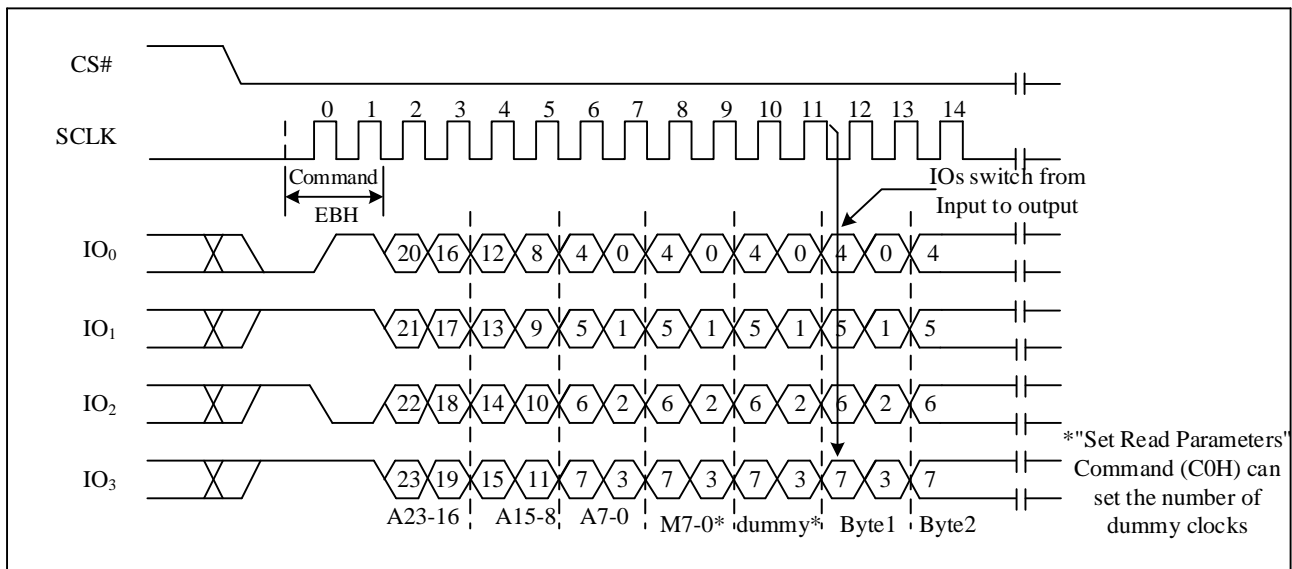 CS#
0 1 2 3 4 5 6 7 8 9 10 11 12 13 14
SCLK
Command
EBH
IOs switch from
Input to output
IO₀ 20 16 12 8 4 0 4 0 4 0 4 0 4
IO₁ 21 17 13 9 5 1 5 1 5 1 5 1 5
IO₂ 22 18 14 10 6 2 6 2 6 2 6 2 6
IO₃ 23 19 15 11 7 3 7 3 7 3 7 3 7
A23-16 A15-8 A7-0 M7-0* dummy* Byte1 Byte2
*"Set Read Parameters"
Command (C0H) can
set the number of
dummy clocks